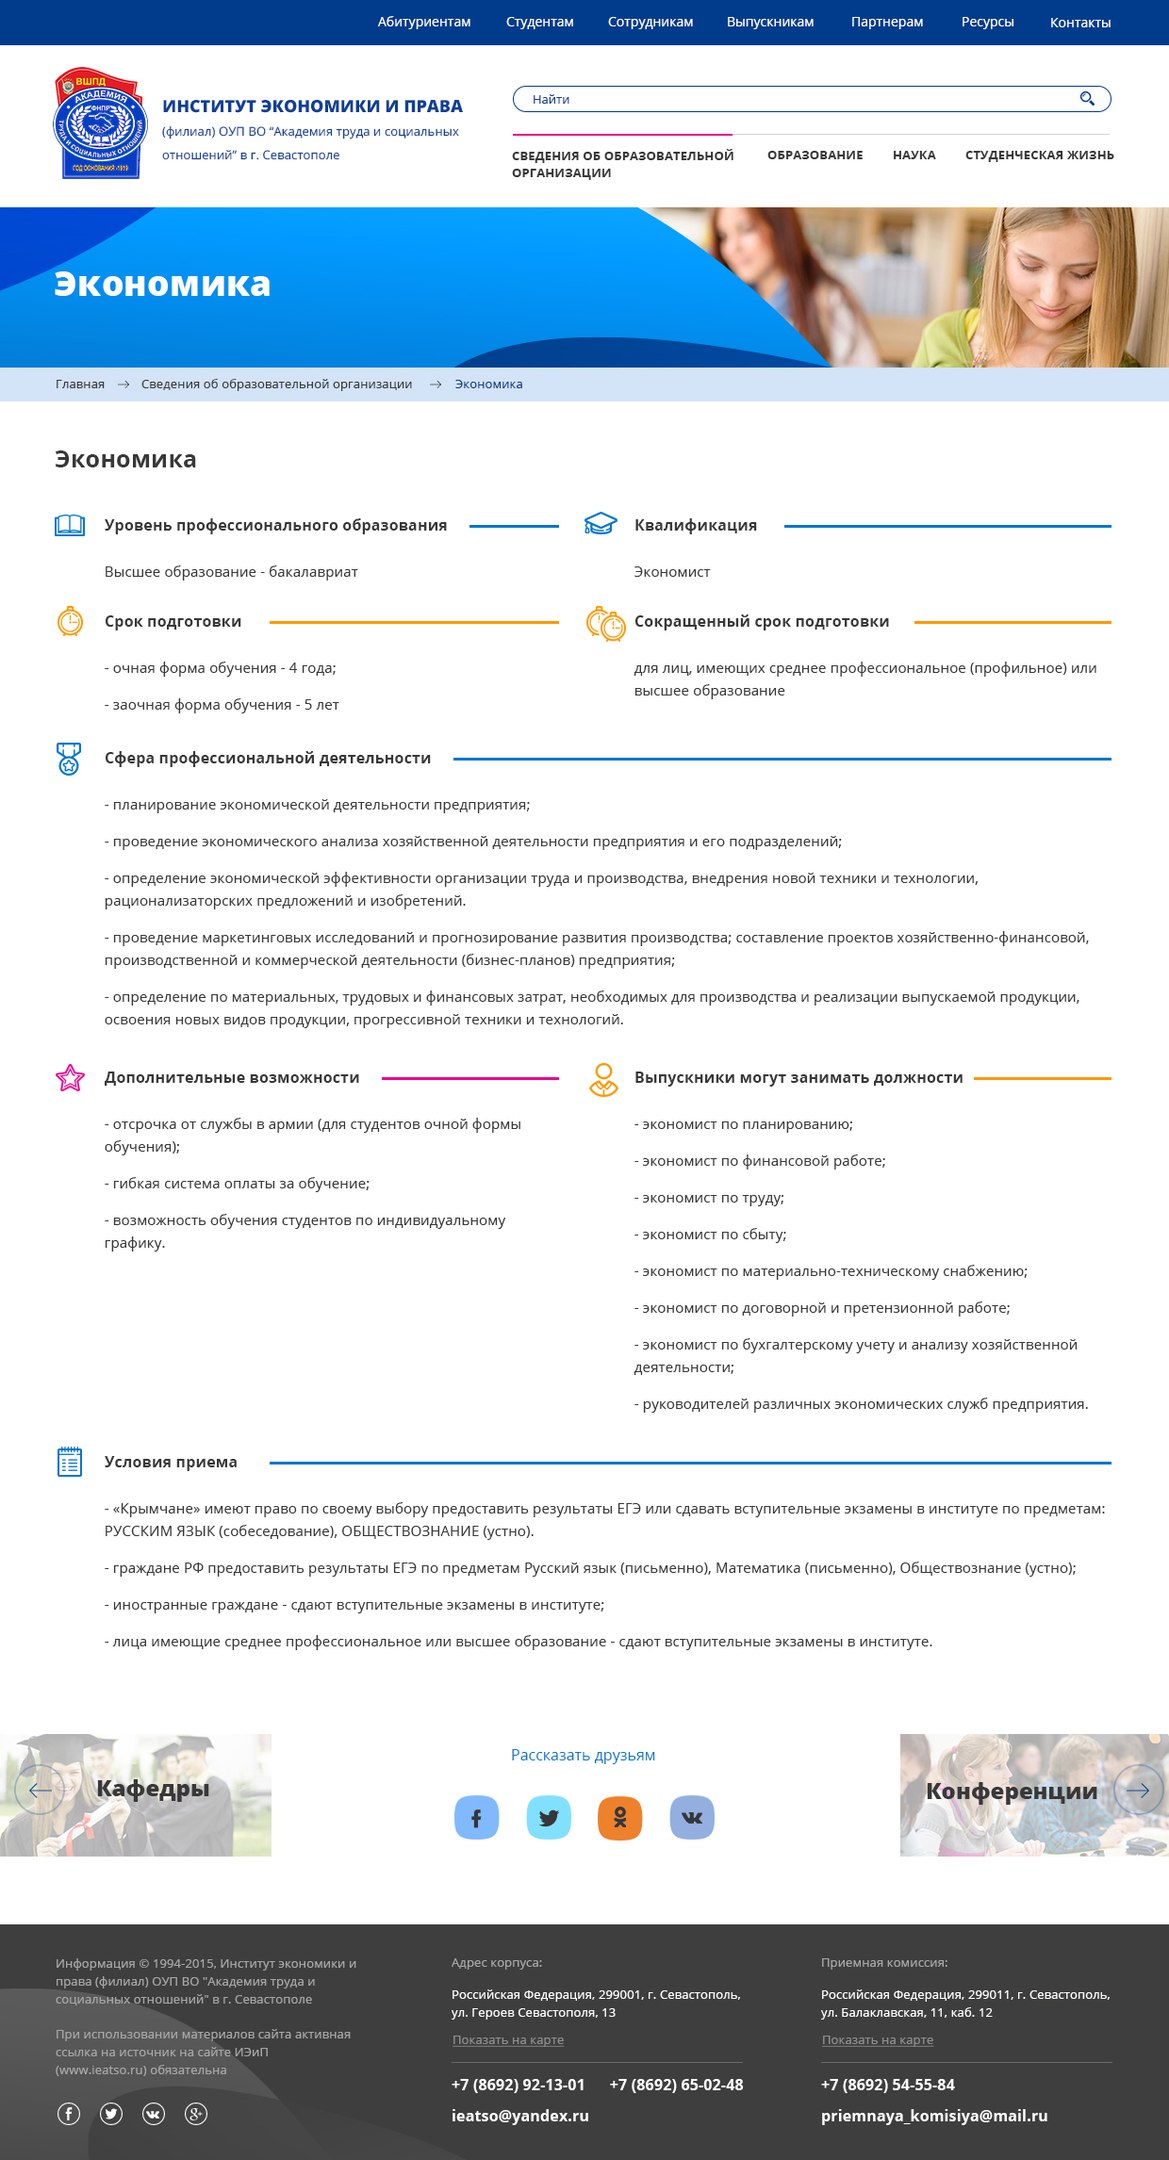 Абитуриентам Студентам Сотрудникам Выпускникам Партнерам Ресурсы Контакты
ВШПД
АКАДЕМИЯ
ФНПР
ТРУДА И СОЦИАЛЬНЫХ ОТНОШЕНИЙ
ГОД ОСНОВАНИЯ 1919
ИНСТИТУТ ЭКОНОМИКИ И ПРАВА
(филиал) ОУП ВО “Академия труда и социальных
отношений” в г. Севастополе
Найти
СВЕДЕНИЯ ОБ ОБРАЗОВАТЕЛЬНОЙ
ОРГАНИЗАЦИИ
ОБРАЗОВАНИЕ НАУКА СТУДЕНЧЕСКАЯ ЖИЗНЬ
Экономика
Главная → Сведения об образовательной организации → Экономика
Экономика
Уровень профессионального образования
Высшее образование - бакалавриат
Квалификация
Экономист
Срок подготовки
- очная форма обучения - 4 года;
- заочная форма обучения - 5 лет
Сокращенный срок подготовки
для лиц, имеющих среднее профессиональное (профильное) или
высшее образование
Сфера профессиональной деятельности
- планирование экономической деятельности предприятия;
- проведение экономического анализа хозяйственной деятельности предприятия и его подразделений;
- определение экономической эффективности организации труда и производства, внедрения новой техники и технологии,
рационализаторских предложений и изобретений.
- проведение маркетинговых исследований и прогнозирование развития производства; составление проектов хозяйственно-финансовой,
производственной и коммерческой деятельности (бизнес-планов) предприятия;
- определение по материальных, трудовых и финансовых затрат, необходимых для производства и реализации выпускаемой продукции,
освоения новых видов продукции, прогрессивной техники и технологий.
Дополнительные возможности
- отсрочка от службы в армии (для студентов очной формы
обучения);
- гибкая система оплаты за обучение;
- возможность обучения студентов по индивидуальному
графику.
Выпускники могут занимать должности
- экономист по планированию;
- экономист по финансовой работе;
- экономист по труду;
- экономист по сбыту;
- экономист по материально-техническому снабжению;
- экономист по договорной и претензионной работе;
- экономист по бухгалтерскому учету и анализу хозяйственной
деятельности;
- руководителей различных экономических служб предприятия.
Условия приема
- «Крымчане» имеют право по своему выбору предоставить результаты ЕГЭ или сдавать вступительные экзамены в институте по предметам:
РУССКИМ ЯЗЫК (собеседование), ОБЩЕСТВОЗНАНИЕ (устно).
- граждане РФ предоставить результаты ЕГЭ по предметам Русский язык (письменно), Математика (письменно), Обществознание (устно);
- иностранные граждане - сдают вступительные экзамены в институте;
- лица имеющие среднее профессиональное или высшее образование - сдают вступительные экзамены в институте.
Кафедры
Рассказать друзьям
Конференции
Информация © 1994-2015, Институт экономики и
права (филиал) ОУП ВО "Академия труда и
социальных отношений" в г. Севастополе
При использовании материалов сайта активная
ссылка на источник на сайте ИЭиП
(www.ieatso.ru) обязательна
Адрес корпуса:
Российская Федерация, 299001, г. Севастополь,
ул. Героев Севастополя, 13
Показать на карте
+7 (8692) 92-13-01 +7 (8692) 65-02-48
ieatso@yandex.ru
Приемная комиссия:
Российская Федерация, 299011, г. Севастополь,
ул. Балаклавская, 11, каб. 12
Показать на карте
+7 (8692) 54-55-84
priemnaya_komisiya@mail.ru